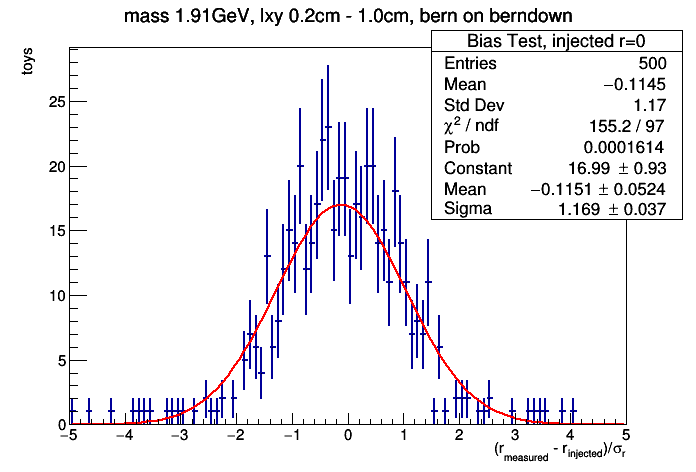 mass 1.91GeV, lxy 0.2cm - 1.0cm, bern on berndown
Bias Test, injected r=0
Entries 500
Mean −0.1145
Std Dev 1.17
χ² / ndf 155.2 / 97
Prob 0.0001614
Constant 16.99 ± 0.93
Mean −0.1151 ± 0.0524
Sigma 1.169 ± 0.037
toys
25
20
15
10
5
0
−5 −4 −3 −2 −1 0 1 2 3 4 5
(r_measured - r_injected)/σ_r